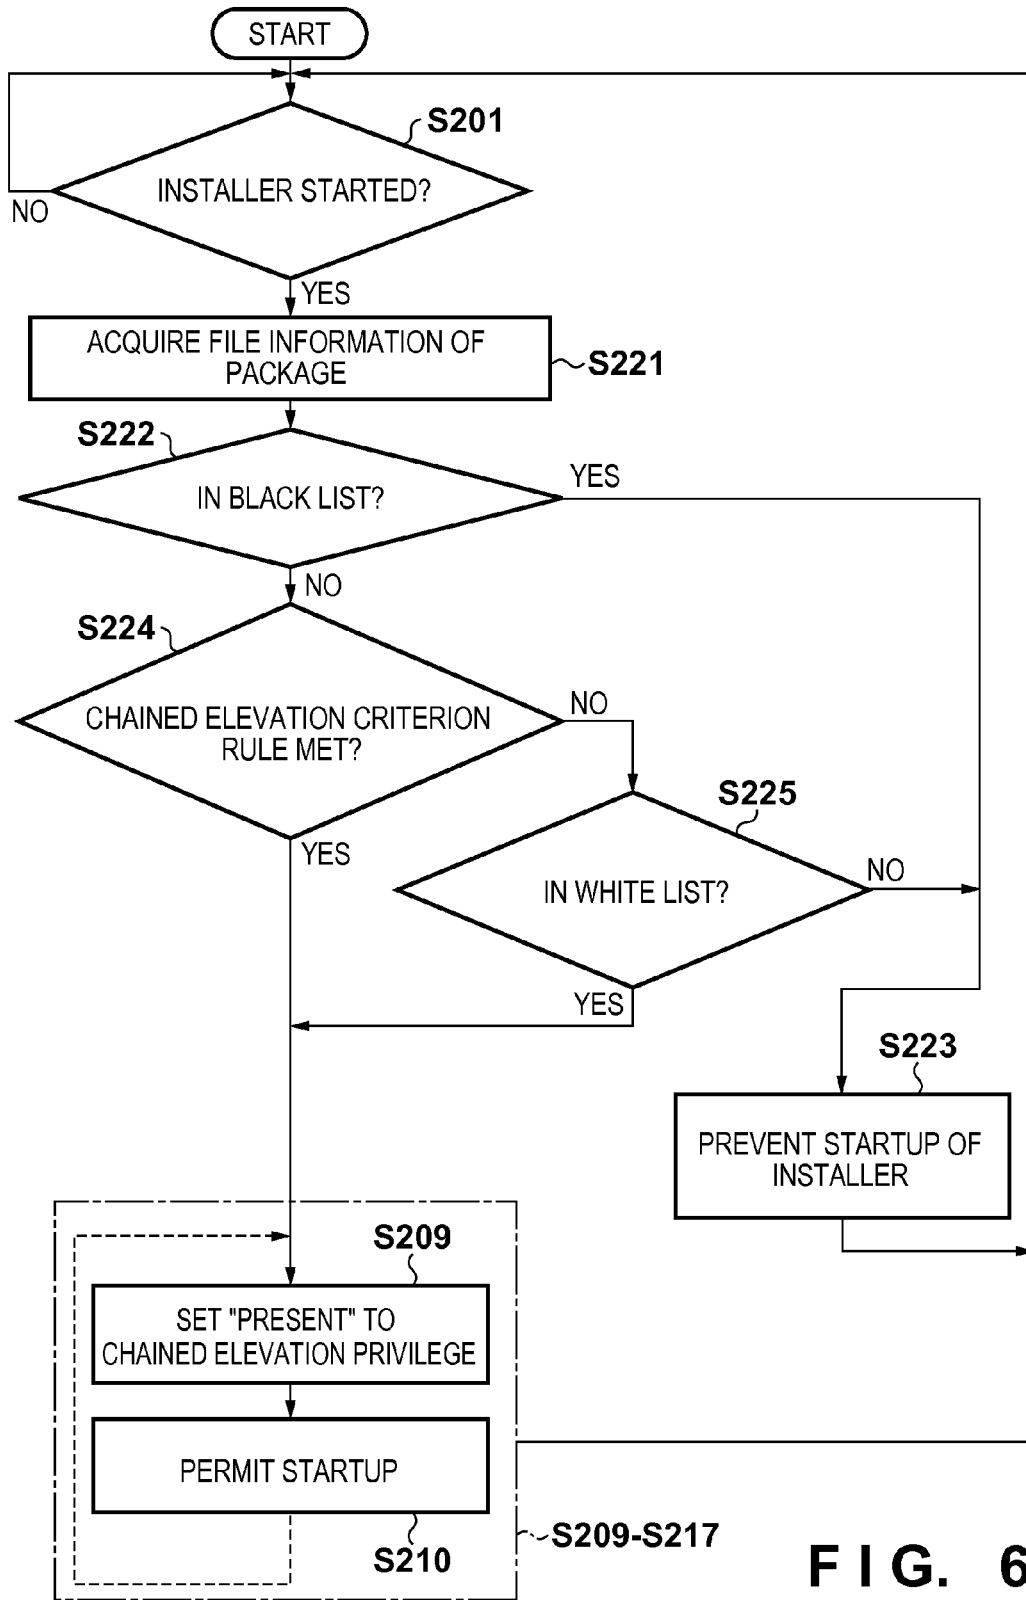 START
S201
INSTALLER STARTED?
NO
YES
ACQUIRE FILE INFORMATION OF
PACKAGE
S221
S222
IN BLACK LIST?
YES
NO
S224
CHAINED ELEVATION CRITERION
RULE MET?
NO
YES
S225
IN WHITE LIST?
NO
YES
S223
PREVENT STARTUP OF
INSTALLER
S209
SET "PRESENT" TO
CHAINED ELEVATION PRIVILEGE
PERMIT STARTUP
S210
S209-S217
FIG. 6